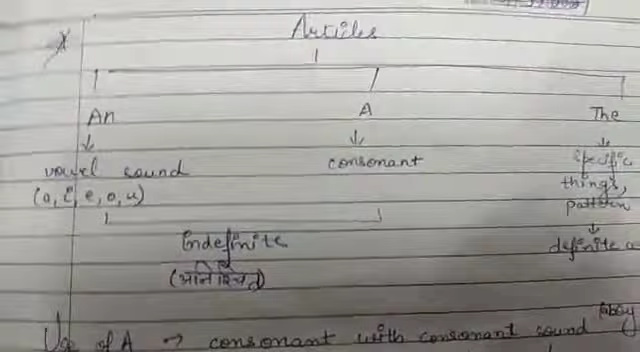 Articles
An A The
vowel sound consonant specific
(a, i, e, o, u) things,
pattern
Indefinite definite a
(अनिश्चित)
Use of A → consonant with consonant sound